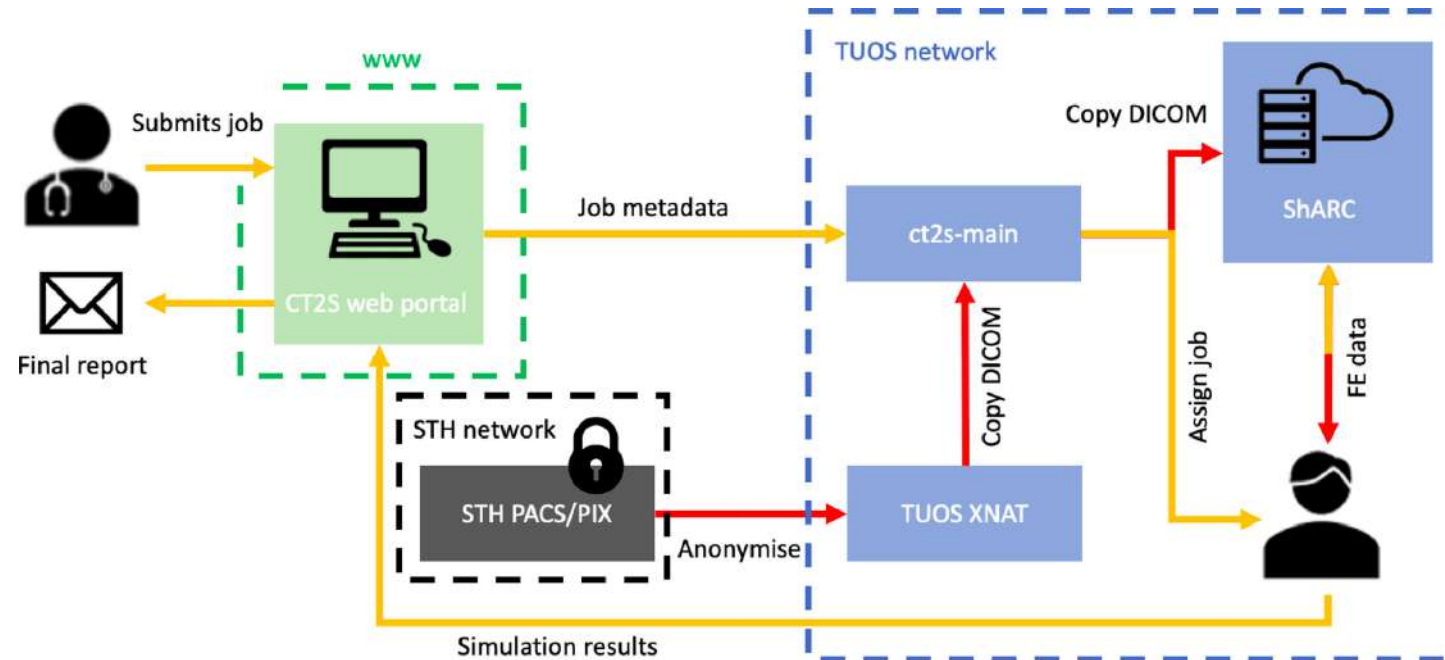 www
TUOS network
Submits job
Copy DICOM
Job metadata
ct2s-main
ShARC
CT2S web portal
Final report
Copy DICOM
Assign job
FE data
STH network
STH PACS/PIX
TUOS XNAT
Anonymise
Simulation results